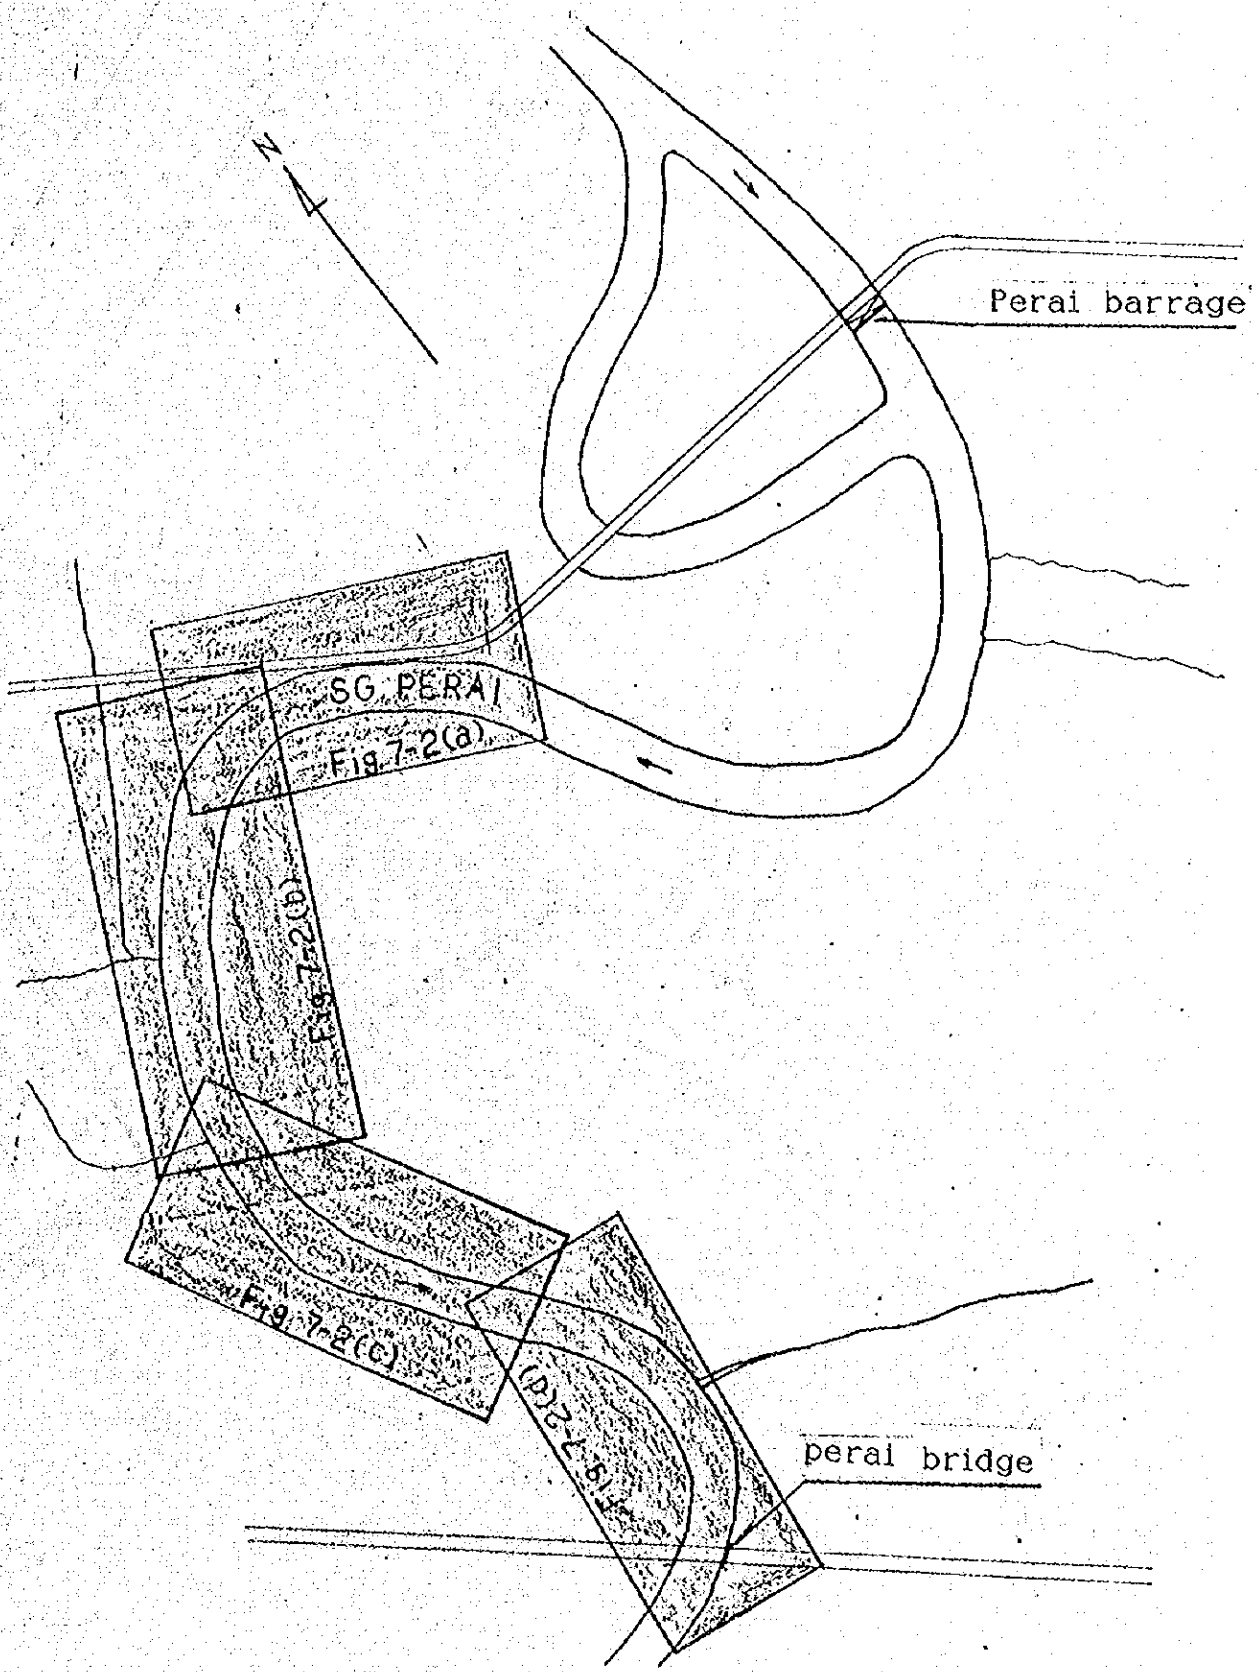 N
Perai barrage
SG. PERAI
Fig. 7-2(a)
Fig. 7-2(b)
Fig. 7-2(C)
Fig. 7-2(d)
perai bridge